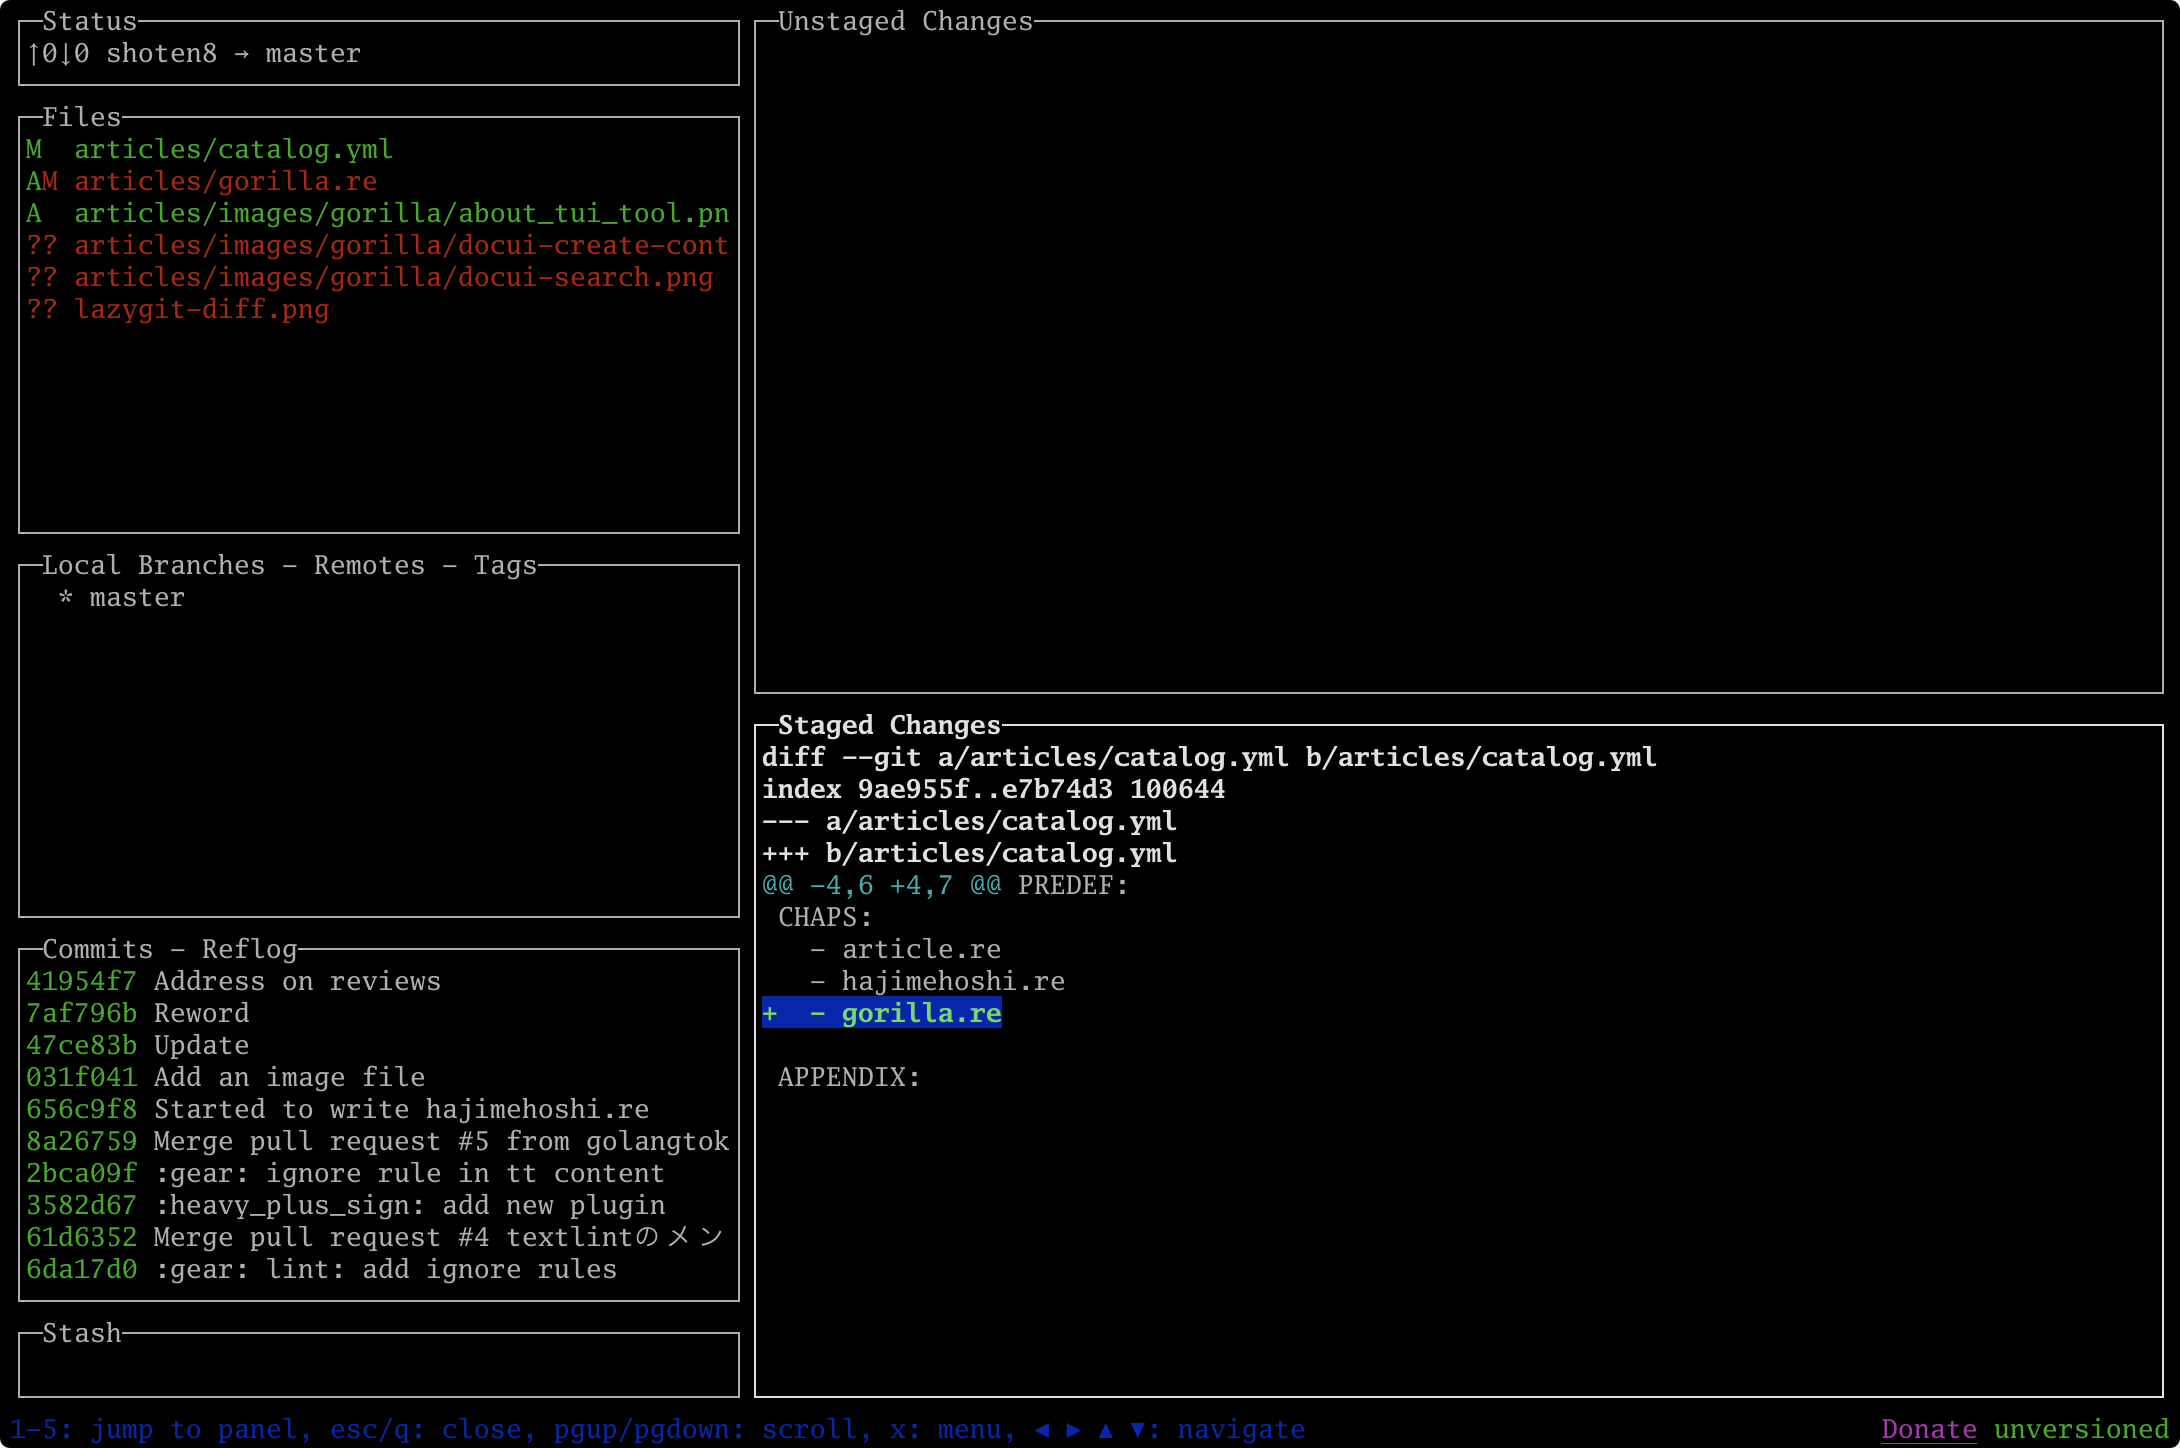 Status
↑0↓0 shoten8 → master
Files
M  articles/catalog.yml
AM articles/gorilla.re
A  articles/images/gorilla/about_tui_tool.pn
?? articles/images/gorilla/docui-create-cont
?? articles/images/gorilla/docui-search.png
?? lazygit-diff.png
Local Branches - Remotes - Tags
* master
Commits - Reflog
41954f7 Address on reviews
7af796b Reword
47ce83b Update
031f041 Add an image file
656c9f8 Started to write hajimehoshi.re
8a26759 Merge pull request #5 from golangtok
2bca09f :gear: ignore rule in tt content
3582d67 :heavy_plus_sign: add new plugin
61d6352 Merge pull request #4 textlintのメン
6da17d0 :gear: lint: add ignore rules
Stash
Unstaged Changes
Staged Changes
diff --git a/articles/catalog.yml b/articles/catalog.yml
index 9ae955f..e7b74d3 100644
--- a/articles/catalog.yml
+++ b/articles/catalog.yml
@@ -4,6 +4,7 @@ PREDEF:
 CHAPS:
   - article.re
   - hajimehoshi.re
+  - gorilla.re
 APPENDIX:
1-5: jump to panel, esc/q: close, pgup/pgdown: scroll, x: menu, ◄ ► ▲ ▼: navigate
Donate unversioned